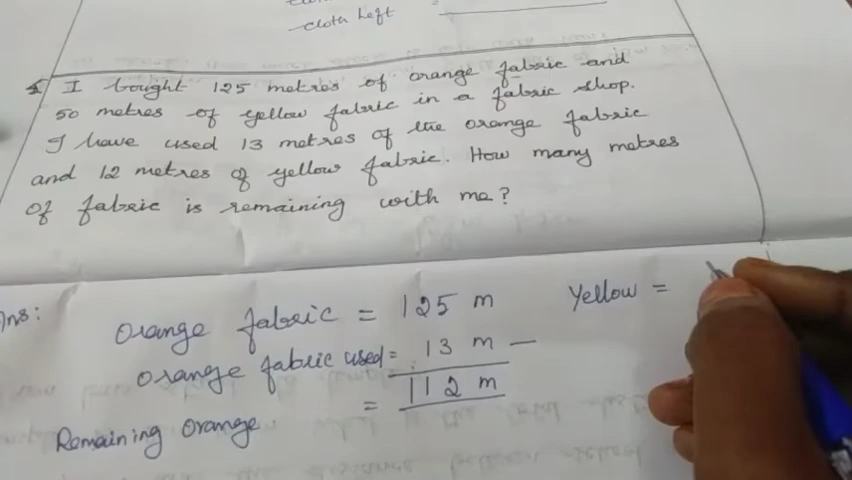 cloth Left
I bought 125 metres of orange fabric and
50 metres of yellow fabric in a fabric shop.
I have used 13 metres of the orange fabric
and 12 metres of yellow fabric. How many metres
of fabric is remaining with me?
Ans:
Orange fabric = 125 m
Yellow =
Orange fabric used = 13 m —
Remaining Orange = 112 m